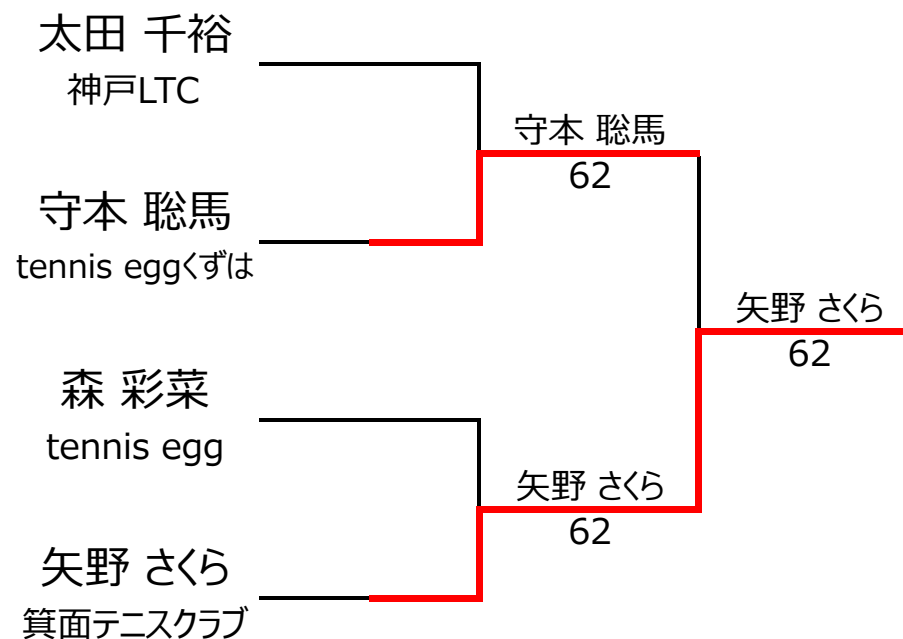 太田 千裕
神戸LTC
守本 聡馬
62
守本 聡馬
tennis eggくずは
矢野 さくら
62
森 彩菜
tennis egg
矢野 さくら
62
矢野 さくら
箕面テニスクラブ